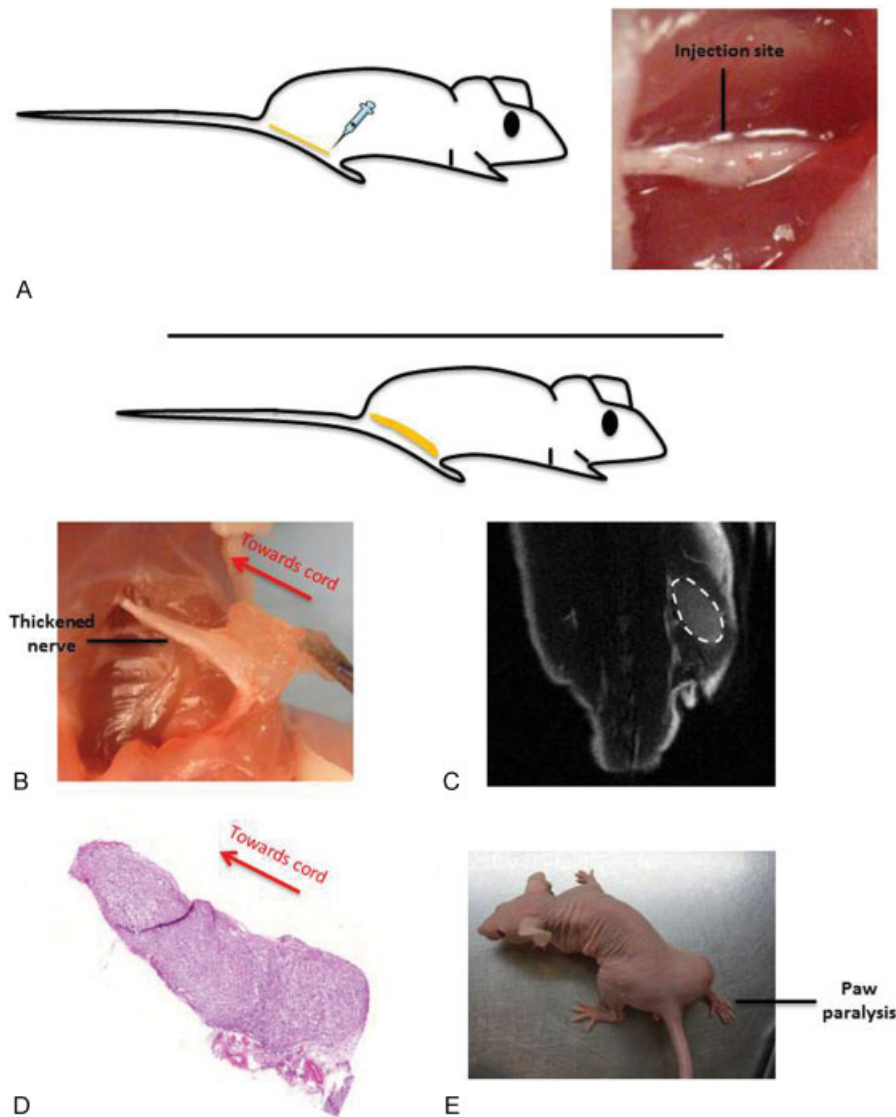 Injection site
A
Towards cord
Thickened
nerve
B
C
Towards cord
D
Paw
paralysis
E